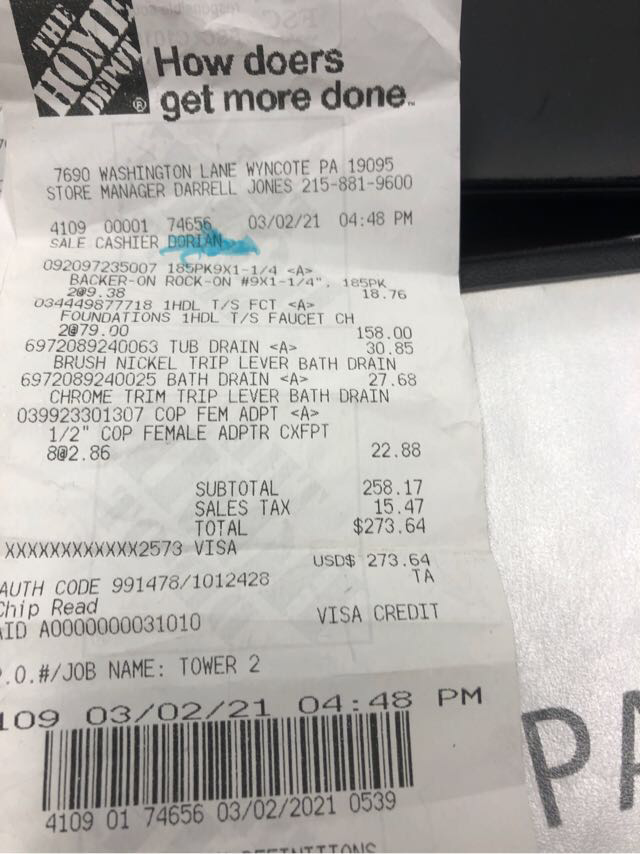 THE
HOME
DEPOT
®
How doers
get more done.™
7690 WASHINGTON LANE WYNCOTE PA 19095
STORE MANAGER DARRELL JONES 215-881-9600
4109 00001 74656 03/02/21 04:48 PM
SALE CASHIER DORIAN
092097235007 185PK9X1-1/4 <A>
BACKER-ON ROCK-ON #9X1-1/4", 185PK
2@9.38 18.76
034449877718 1HDL T/S FCT <A>
FOUNDATIONS 1HDL T/S FAUCET CH
2@79.00 158.00
6972089240063 TUB DRAIN <A> 30.85
BRUSH NICKEL TRIP LEVER BATH DRAIN
6972089240025 BATH DRAIN <A> 27.68
CHROME TRIM TRIP LEVER BATH DRAIN
039923301307 COP FEM ADPT <A>
1/2" COP FEMALE ADPTR CXFPT
8@2.86 22.88
SUBTOTAL 258.17
SALES TAX 15.47
TOTAL $273.64
XXXXXXXXXXXX2573 VISA
USD$ 273.64
AUTH CODE 991478/1012428 TA
Chip Read
AID A0000000031010 VISA CREDIT
.O.#/JOB NAME: TOWER 2
109 03/02/21 04:48 PM
4109 01 74656 03/02/2021 0539
PA